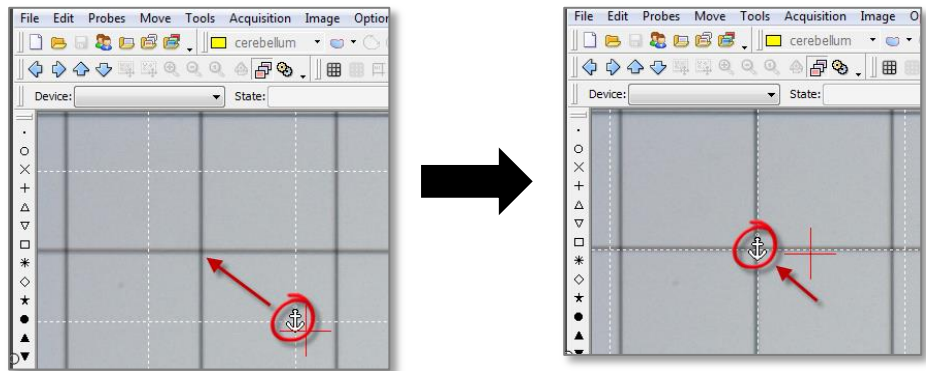 File Edit Probes Move Tools Acquisition Image Option
cerebellum
Device: State:
File Edit Probes Move Tools Acquisition Image O
cerebellum
Device: State: